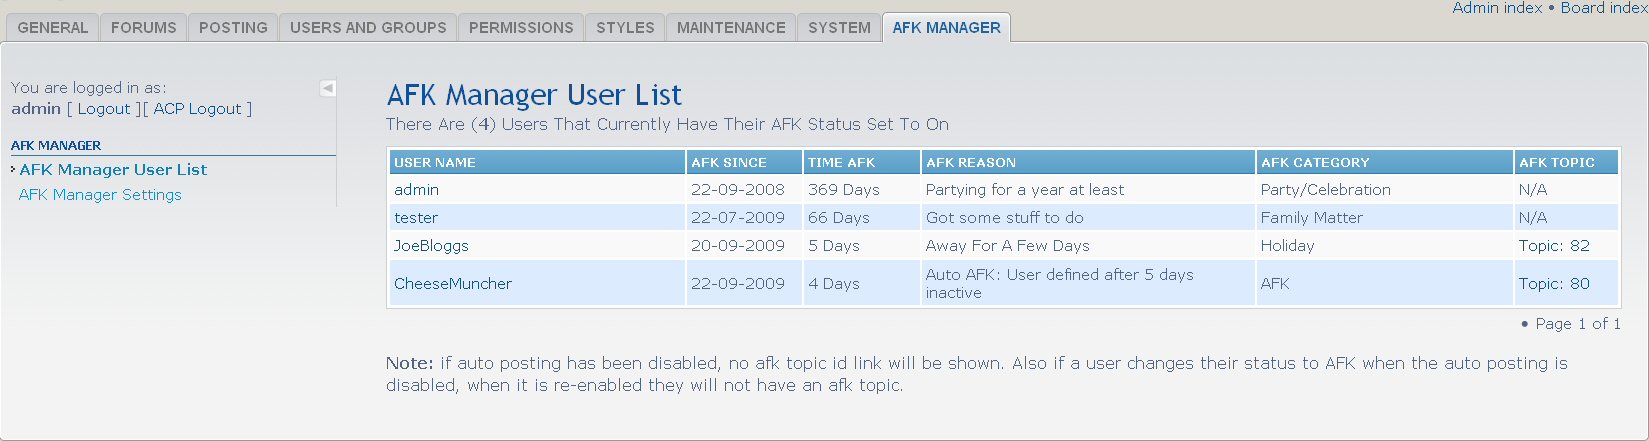 Admin index • Board index
GENERAL FORUMS POSTING USERS AND GROUPS PERMISSIONS STYLES MAINTENANCE SYSTEM AFK MANAGER
You are logged in as:
admin [ Logout ][ ACP Logout ]
AFK MANAGER
AFK Manager User List
AFK Manager Settings
AFK Manager User List
There Are (4) Users That Currently Have Their AFK Status Set To On
USER NAME AFK SINCE TIME AFK AFK REASON AFK CATEGORY AFK TOPIC
admin 22-09-2008 369 Days Partying for a year at least Party/Celebration N/A
tester 22-07-2009 66 Days Got some stuff to do Family Matter N/A
JoeBloggs 20-09-2009 5 Days Away For A Few Days Holiday Topic: 82
CheeseMuncher 22-09-2009 4 Days Auto AFK: User defined after 5 days
inactive AFK Topic: 80
• Page 1 of 1
Note: if auto posting has been disabled, no afk topic id link will be shown. Also if a user changes their status to AFK when the auto posting is
disabled, when it is re-enabled they will not have an afk topic.